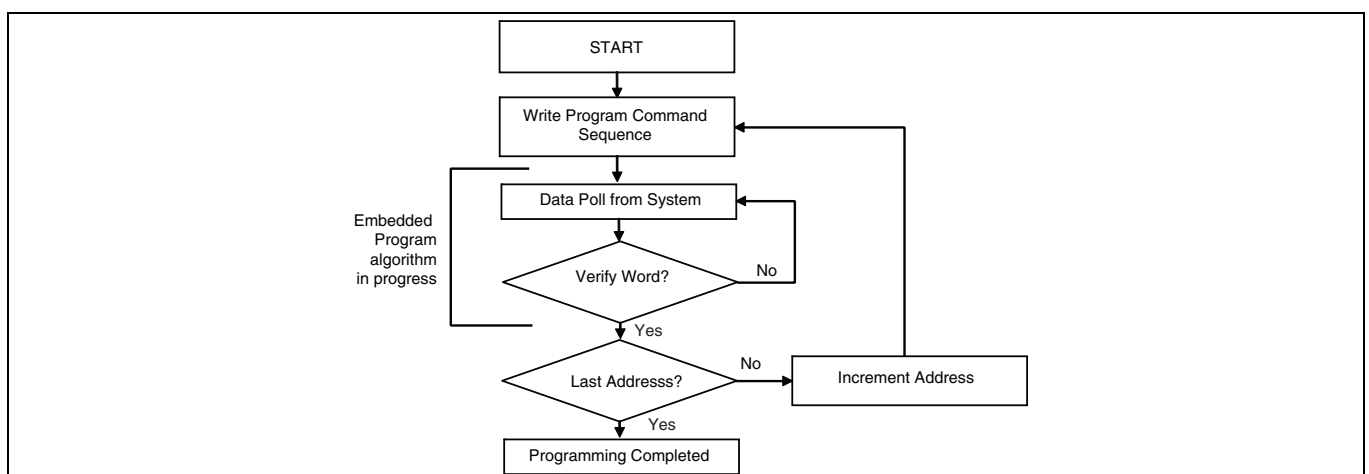 START
Write Program Command
Sequence
Data Poll from System
Embedded
Program
algorithm
in progress
Verify Word?
No
Yes
Last Addresss?
No
Increment Address
Yes
Programming Completed